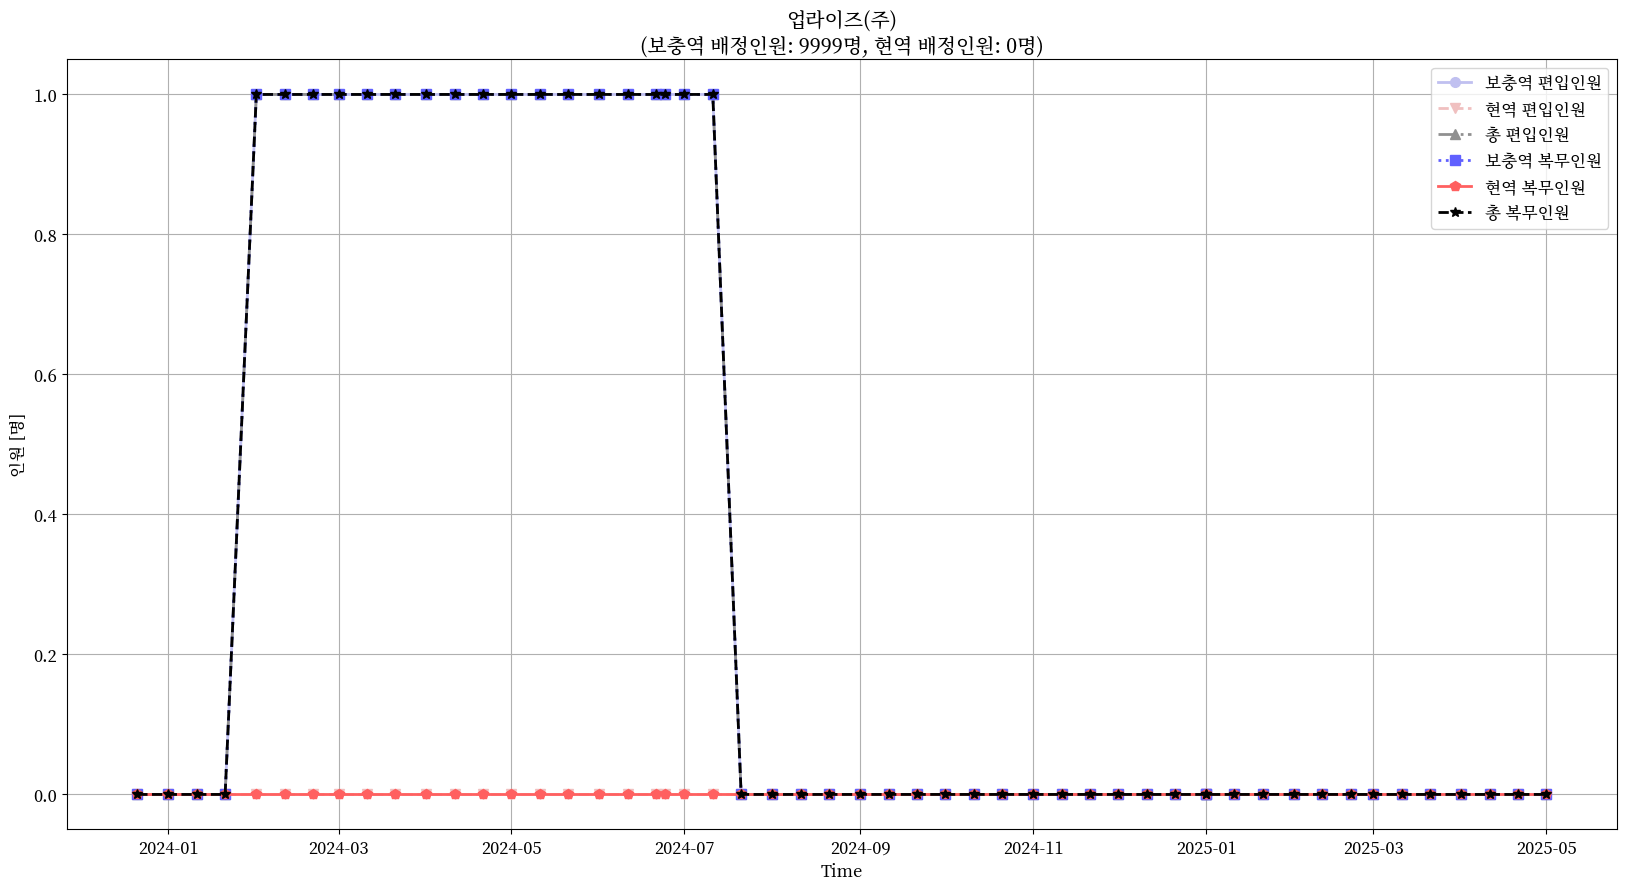 업라이즈(주)
(보충역 배정인원: 9999명, 현역 배정인원: 0명)
보충역 편입인원
현역 편입인원
총 편입인원
보충역 복무인원
현역 복무인원
총 복무인원
인원 [명]
1.0
0.8
0.6
0.4
0.2
0.0
2024-01
2024-03
2024-05
2024-07
2024-09
2024-11
2025-01
2025-03
2025-05
Time